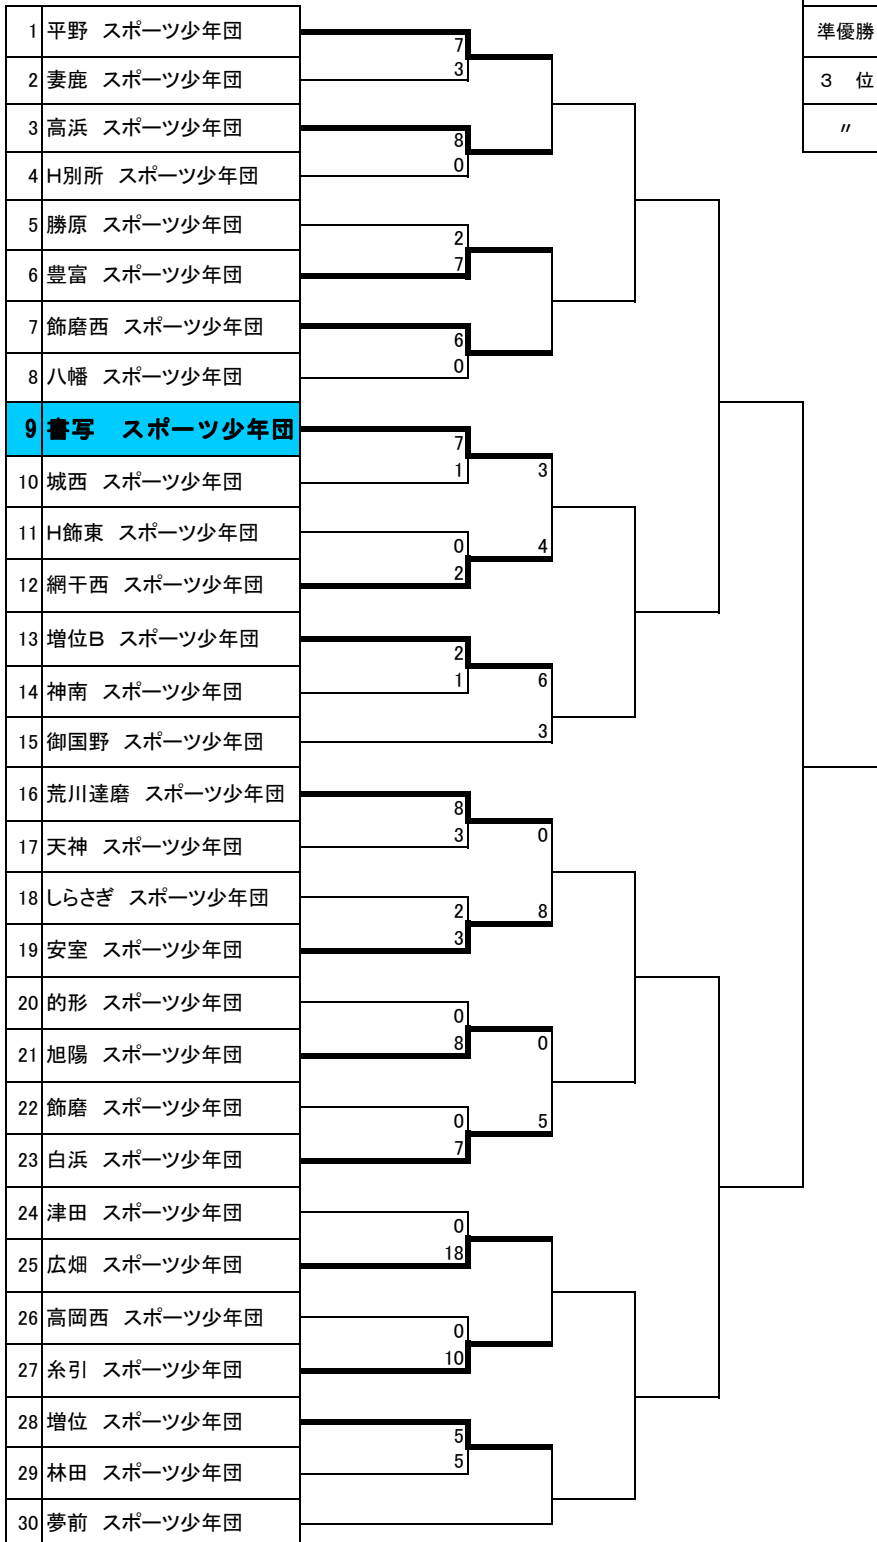 1 平野 スポーツ少年団
2 妻鹿 スポーツ少年団
3 高浜 スポーツ少年団
4 H別所 スポーツ少年団
5 勝原 スポーツ少年団
6 豊富 スポーツ少年団
7 飾磨西 スポーツ少年団
8 八幡 スポーツ少年団
9 書写 スポーツ少年団
10 城西 スポーツ少年団
11 H飾東 スポーツ少年団
12 網干西 スポーツ少年団
13 増位B スポーツ少年団
14 神南 スポーツ少年団
15 御国野 スポーツ少年団
16 荒川達磨 スポーツ少年団
17 天神 スポーツ少年団
18 しらさぎ スポーツ少年団
19 安室 スポーツ少年団
20 的形 スポーツ少年団
21 旭陽 スポーツ少年団
22 飾磨 スポーツ少年団
23 白浜 スポーツ少年団
24 津田 スポーツ少年団
25 広畑 スポーツ少年団
26 高岡西 スポーツ少年団
27 糸引 スポーツ少年団
28 増位 スポーツ少年団
29 林田 スポーツ少年団
30 夢前 スポーツ少年団
7
3
8
0
2
7
6
0
7
1
0
2
2
1
8
3
2
3
0
8
0
7
0
18
0
10
5
5
3
4
6
3
0
8
0
5
準優勝
3 位
〃